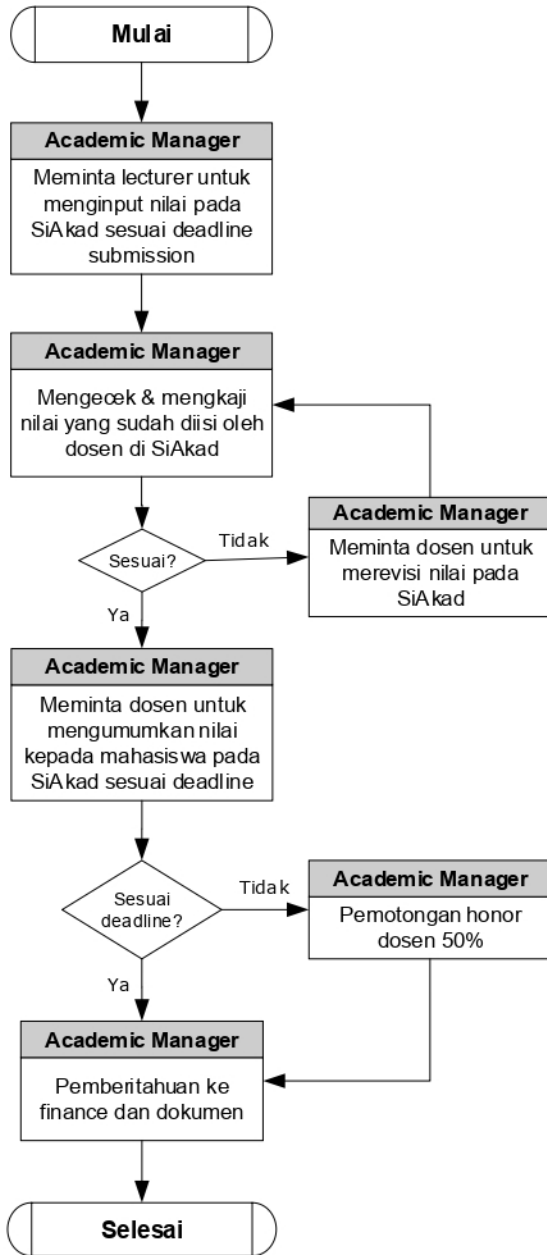 Mulai
Academic Manager
Meminta lecturer untuk
menginput nilai pada
SiAkad sesuai deadline
submission
Academic Manager
Mengecek & mengkaji
nilai yang sudah diisi oleh
dosen di SiAkad
Sesuai?
Tidak
Academic Manager
Meminta dosen untuk
merevisi nilai pada
SiAkad
Ya
Academic Manager
Meminta dosen untuk
mengumumkan nilai
kepada mahasiswa pada
SiAkad sesuai deadline
Sesuai
deadline?
Tidak
Academic Manager
Pemotongan honor
dosen 50%
Ya
Academic Manager
Pemberitahuan ke
finance dan dokumen
Selesai